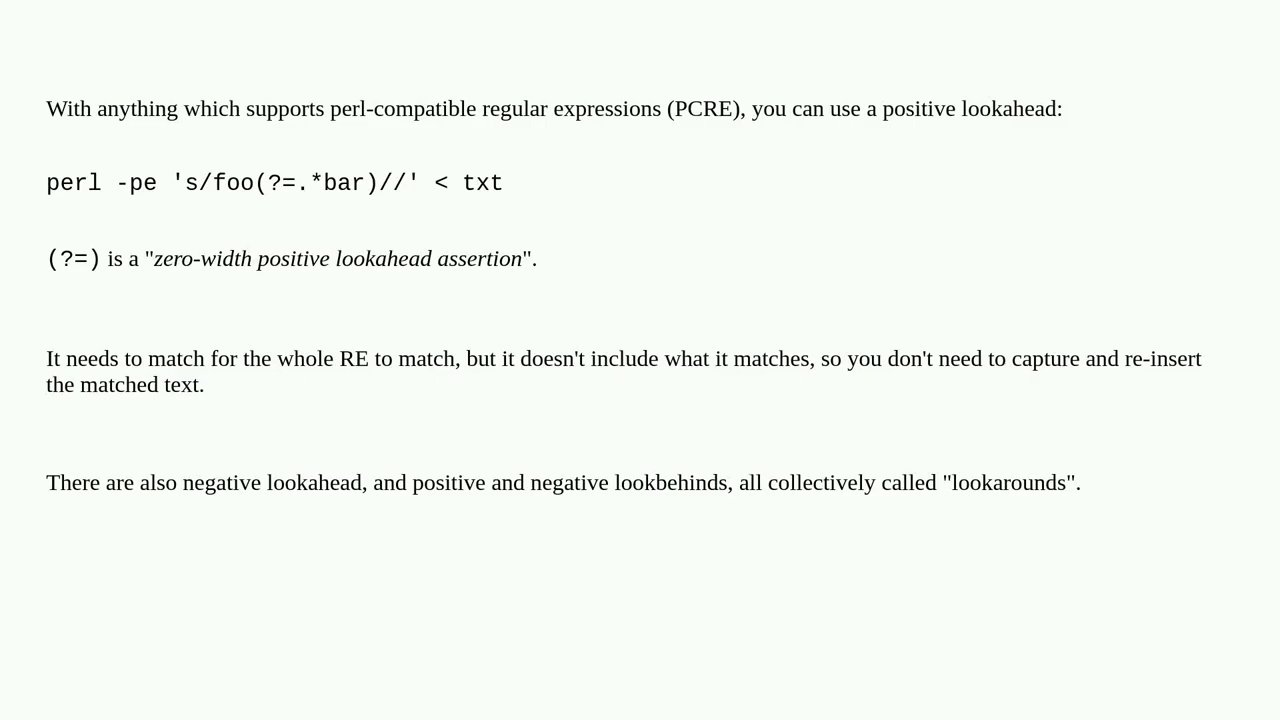 With anything which supports perl-compatible regular expressions (PCRE), you can use a positive lookahead:
perl -pe 's/foo(?=.*bar)//' < txt
(?=) is a "zero-width positive lookahead assertion".
It needs to match for the whole RE to match, but it doesn't include what it matches, so you don't need to capture and re-insert
the matched text.
There are also negative lookahead, and positive and negative lookbehinds, all collectively called "lookarounds".